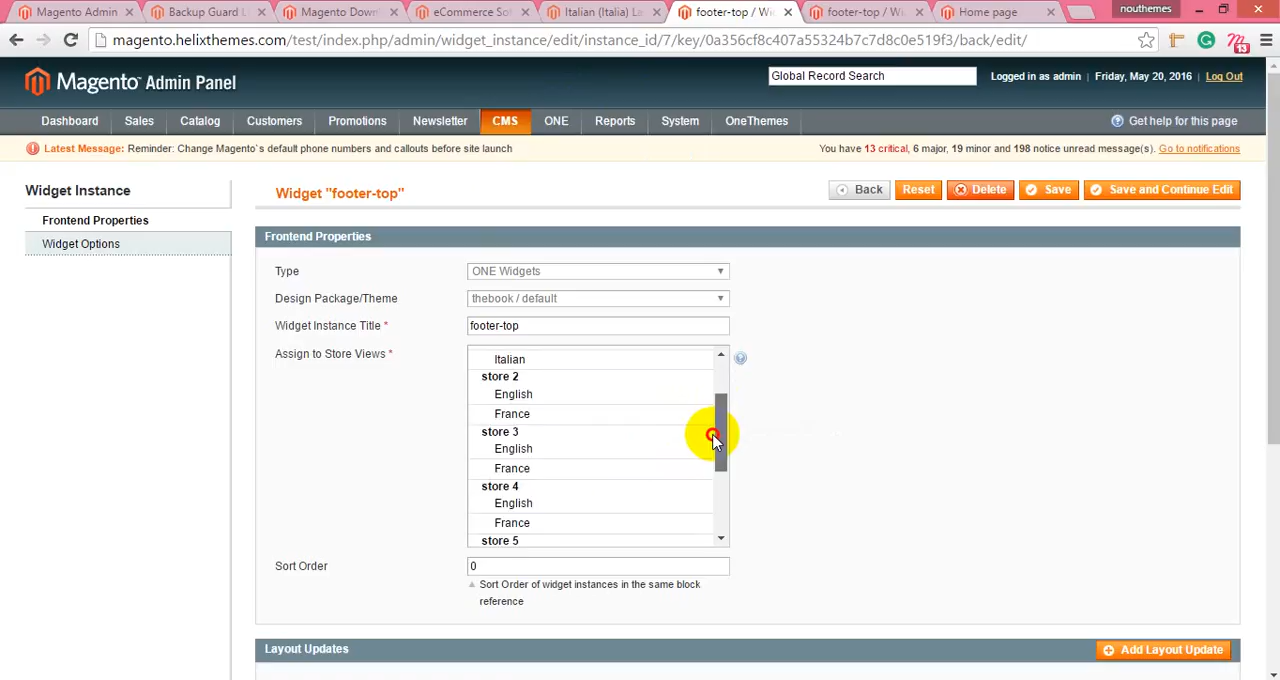 Magento Admin
Backup Guard
Magento Down
eCommerce So
Italian (Italia) La
footer-top / Wi
footer-top / Wi
Home page
nouthemes
magento.helixthemes.com/test/index.php/admin/widget_instance/edit/instance_id/7/key/0a356cf8c407a55324b7c7d8c0e519f3/back/edit/
13
Magento Admin Panel
Global Record Search
Logged in as admin | Friday, May 20, 2016 | Log Out
Dashboard
Sales
Catalog
Customers
Promotions
Newsletter
CMS
ONE
Reports
System
OneThemes
Get help for this page
Latest Message: Reminder: Change Magento`s default phone numbers and callouts before site launch
You have 13 critical, 6 major, 19 minor and 198 notice unread message(s). Go to notifications
Widget Instance
Frontend Properties
Widget Options
Widget "footer-top"
Back
Reset
Delete
Save
Save and Continue Edit
Frontend Properties
Type
ONE Widgets
Design Package/Theme
thebook / default
Widget Instance Title *
footer-top
Assign to Store Views *
Italian
store 2
English
France
store 3
English
France
store 4
English
France
store 5
Sort Order
0
Sort Order of widget instances in the same block
reference
Layout Updates
Add Layout Update